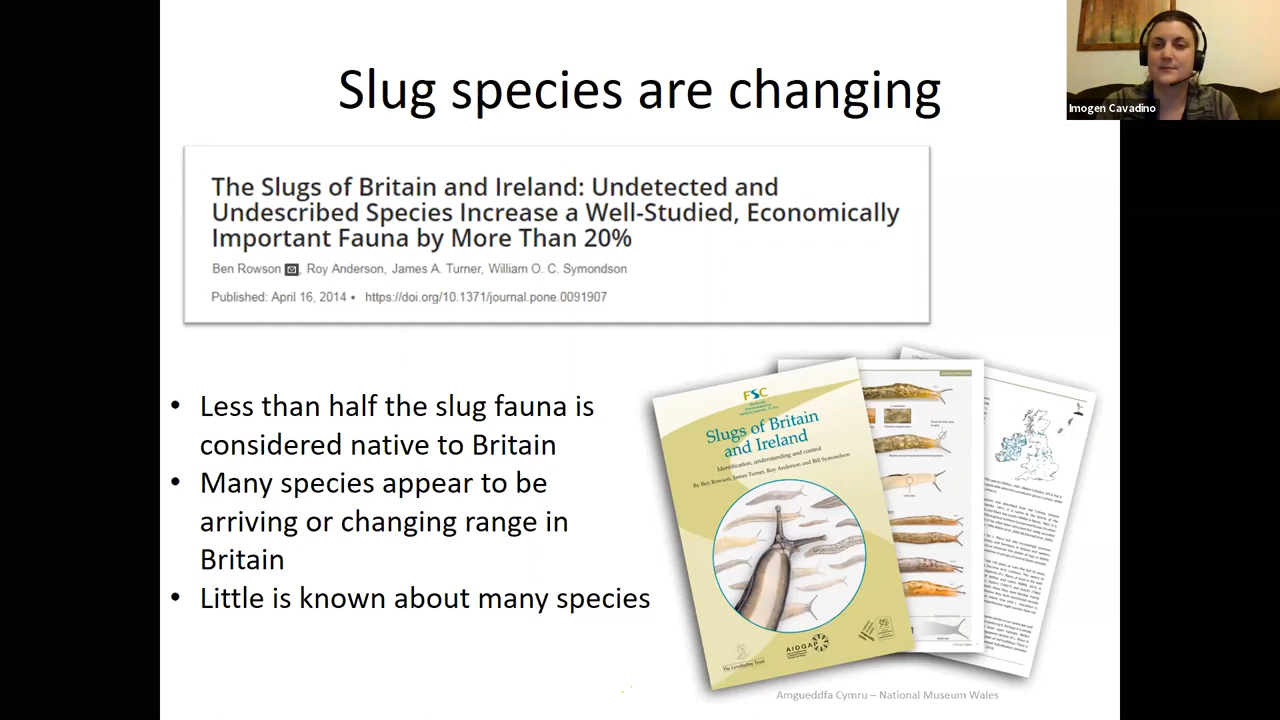 Slug species are changing
Imogen Cavadino
The Slugs of Britain and Ireland: Undetected and
Undescribed Species Increase a Well-Studied, Economically
Important Fauna by More Than 20%
Ben Rowson , Roy Anderson, James A. Turner, William O. C. Symondson
Published: April 16, 2014 • https://doi.org/10.1371/journal.pone.0091907
• Less than half the slug fauna is
considered native to Britain
• Many species appear to be
arriving or changing range in
Britain
• Little is known about many species
FSC
Slugs of Britain
and Ireland
Identification, understanding and control
By Ben Rowson, James Turner, Roy Anderson and Bill Symondson
The Leverhulme Trust
AIDGAP
Amgueddfa Cymru – National Museum Wales